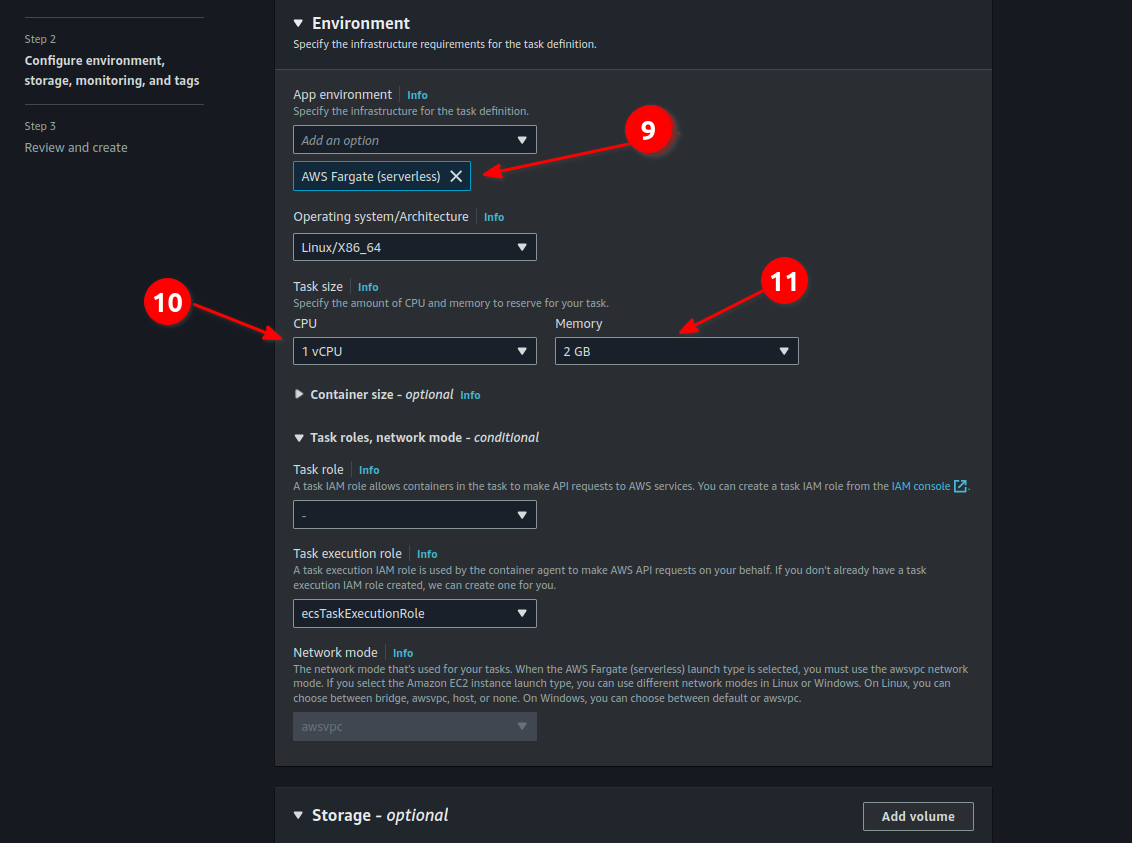 Step 2
Configure environment,
storage, monitoring, and tags
Step 3
Review and create
Environment
Specify the infrastructure requirements for the task definition.
App environment Info
Specify the infrastructure for the task definition.
Add an option
9
AWS Fargate (serverless)
Operating system/Architecture Info
Linux/X86_64
Task size Info
Specify the amount of CPU and memory to reserve for your task.
10
11
CPU Memory
1 vCPU 2 GB
Container size - optional Info
Task roles, network mode - conditional
Task role Info
A task IAM role allows containers in the task to make API requests to AWS services. You can create a task IAM role from the IAM console.
-
Task execution role Info
A task execution IAM role is used by the container agent to make AWS API requests on your behalf. If you don't already have a task
execution IAM role created, we can create one for you.
ecsTaskExecutionRole
Network mode Info
The network mode that's used for your tasks. When the AWS Fargate (serverless) launch type is selected, you must use the awsvpc network
mode. If you select the Amazon EC2 instance launch type, you can use different network modes in Linux or Windows. On Linux, you can
choose between bridge, awsvpc, host, or none. On Windows, you can choose between default or awsvpc.
awsvpc
Storage - optional
Add volume